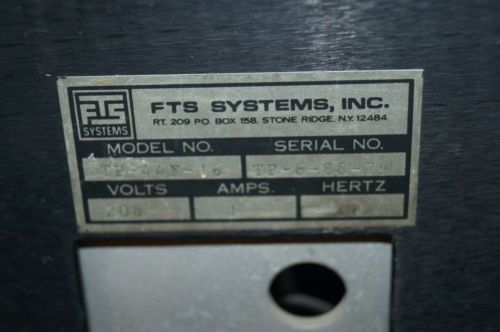 FTS SYSTEMS, INC.
RT. 209 P.O. BOX 158, STONE RIDGE, N.Y. 12484
FTS
SYSTEMS
MODEL NO. SERIAL NO.
VOLTS AMPS. HERTZ
208 1